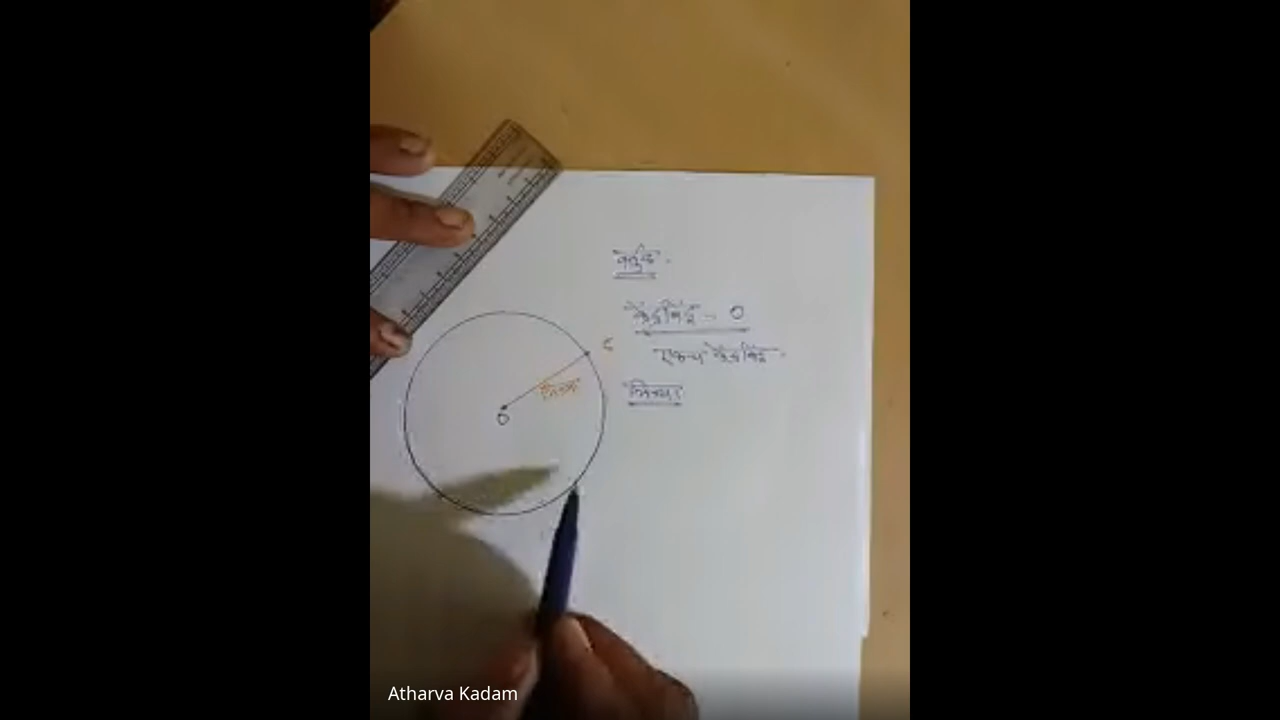 वर्तुळ -
केंद्रबिंदू - O
एकच केंद्रबिंदू -
त्रिज्या
C
त्रिज्या
O
Atharva Kadam